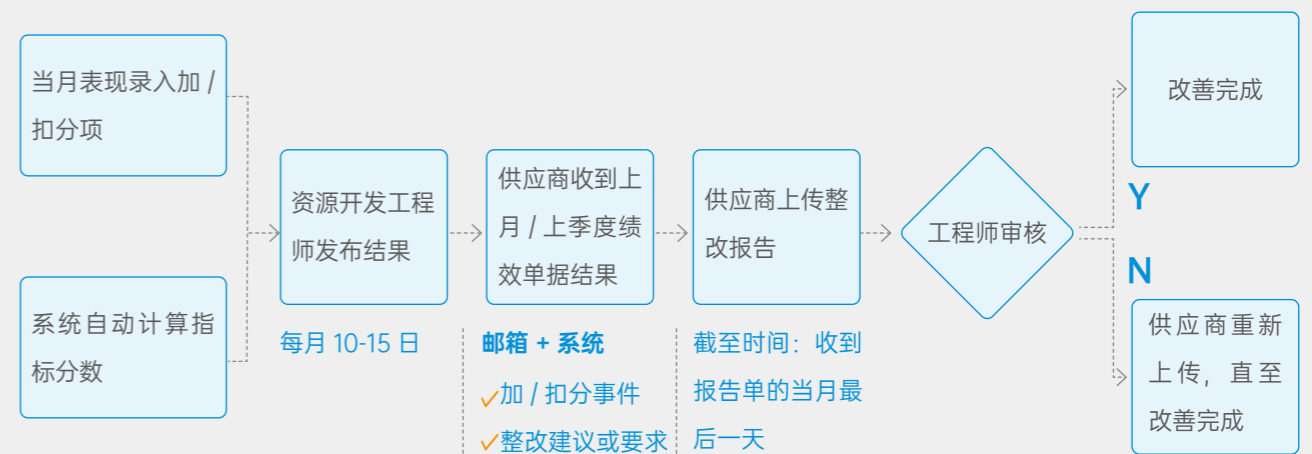 当月表现录入加 /
扣分项
系统自动计算指
标分数
资源开发工程
师发布结果
每月 10-15 日
供应商收到上
月 / 上季度绩
效单据结果
邮箱 + 系统
✓加 / 扣分事件
✓整改建议或要求
供应商上传整
改报告
截至时间：收到
报告单的当月最
后一天
工程师审核
Y
改善完成
N
供应商重新
上传，直至
改善完成